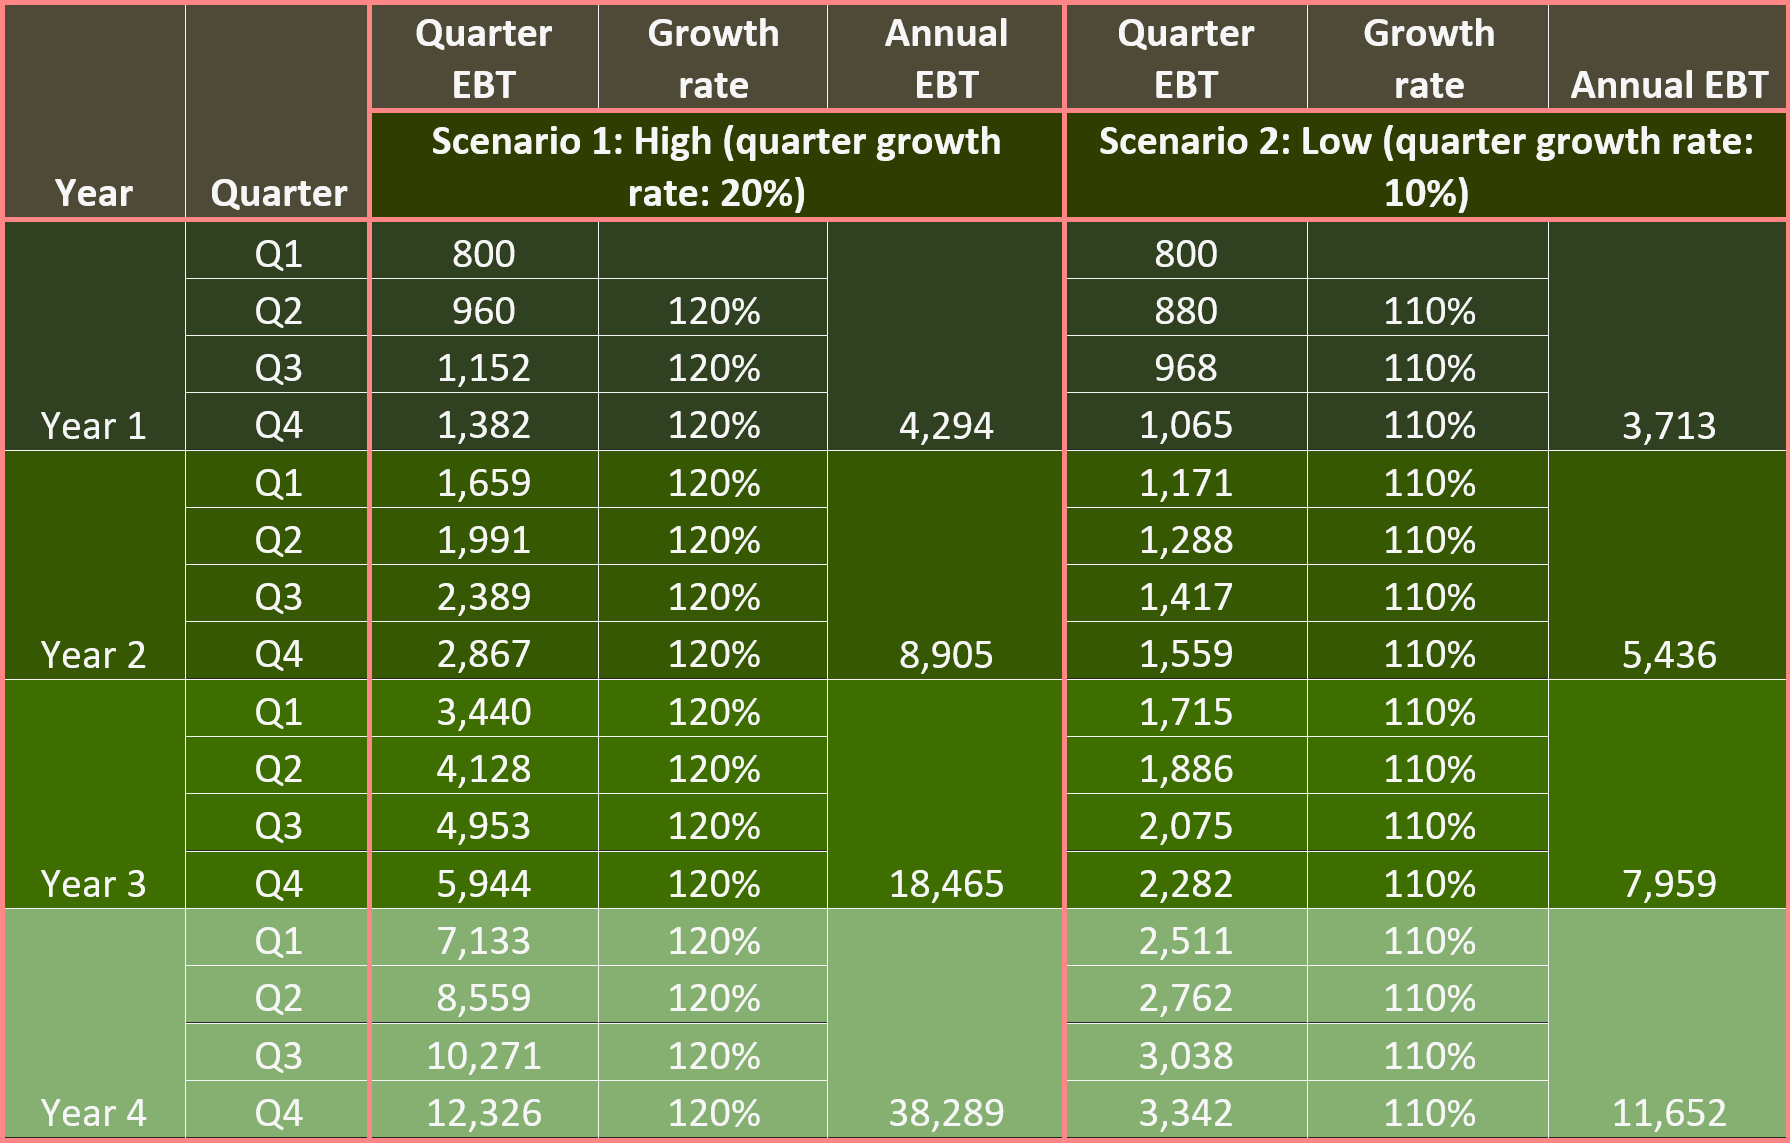 Year Quarter Quarter EBT Growth rate Annual EBT Quarter EBT Growth rate Annual EBT
Scenario 1: High (quarter growth rate: 20%) Scenario 2: Low (quarter growth rate: 10%)
Q1 800 800
Q2 960 120% 880 110%
Q3 1,152 120% 968 110%
Year 1 Q4 1,382 120% 4,294 1,065 110% 3,713
Q1 1,659 120% 1,171 110%
Q2 1,991 120% 1,288 110%
Q3 2,389 120% 1,417 110%
Year 2 Q4 2,867 120% 8,905 1,559 110% 5,436
Q1 3,440 120% 1,715 110%
Q2 4,128 120% 1,886 110%
Q3 4,953 120% 2,075 110%
Year 3 Q4 5,944 120% 18,465 2,282 110% 7,959
Q1 7,133 120% 2,511 110%
Q2 8,559 120% 2,762 110%
Q3 10,271 120% 3,038 110%
Year 4 Q4 12,326 120% 38,289 3,342 110% 11,652